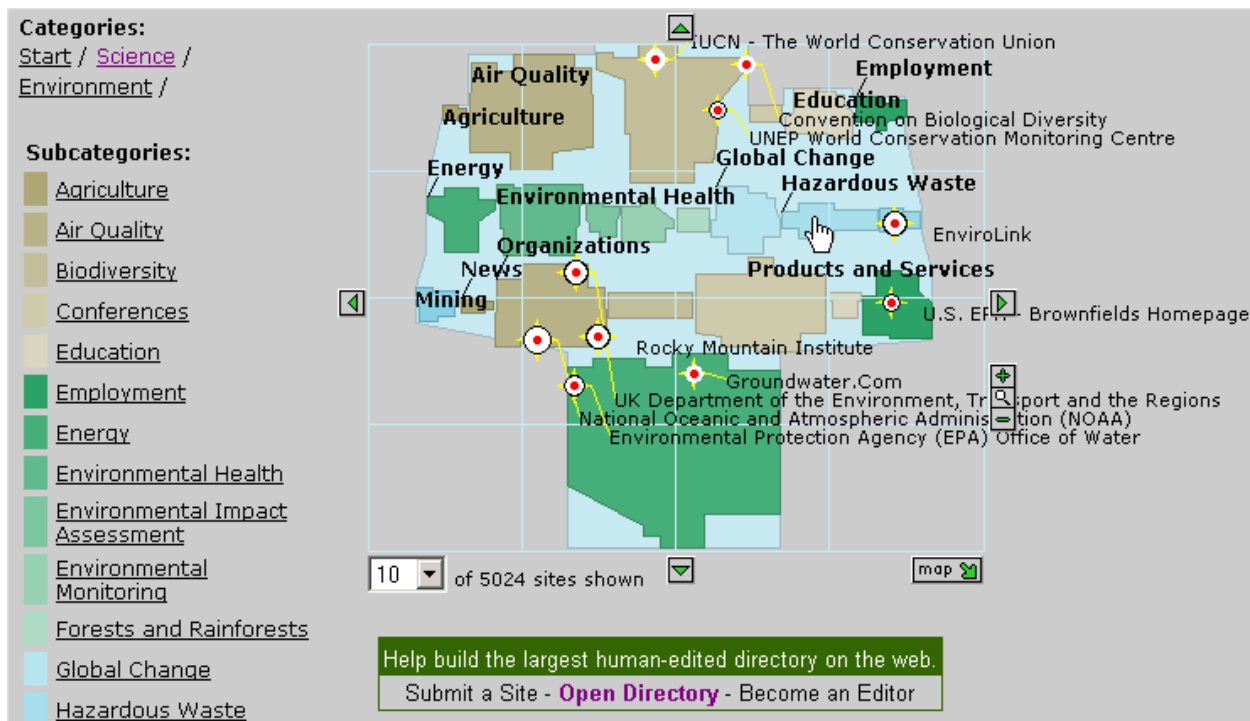 Categories:
Start / Science /
Environment /
Subcategories:
Agriculture
Air Quality
Biodiversity
Conferences
Education
Employment
Energy
Environmental Health
Environmental Impact
Assessment
Environmental
Monitoring
Forests and Rainforests
Global Change
Hazardous Waste
IUCN - The World Conservation Union
Employment
Air Quality
Education
Agriculture
Convention on Biological Diversity
UNEP World Conservation Monitoring Centre
Global Change
Energy
Hazardous Waste
Environmental Health
EnviroLink
Organizations
News
Products and Services
Mining
U.S. EPA - Brownfields Homepage
Rocky Mountain Institute
Groundwater.Com
UK Department of the Environment, Transport and the Regions
National Oceanic and Atmospheric Administration (NOAA)
Environmental Protection Agency (EPA) Office of Water
10 of 5024 sites shown
map
Help build the largest human-edited directory on the web.
Submit a Site - Open Directory - Become an Editor